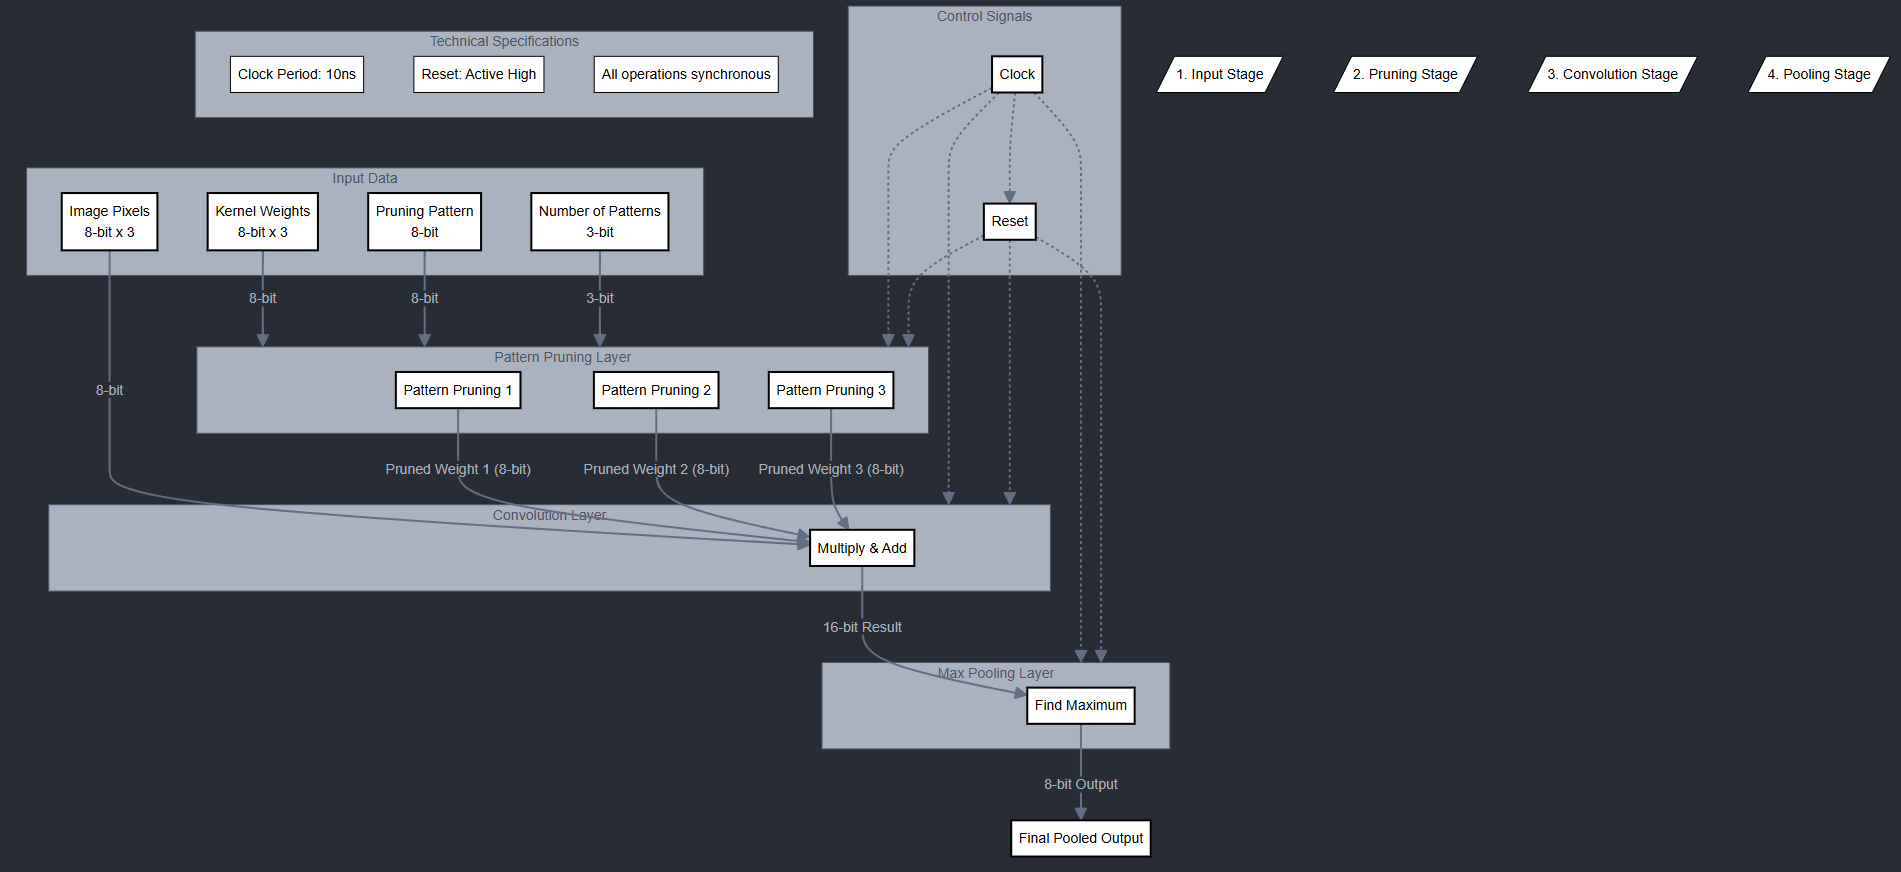 Control Signals
Technical Specifications
Clock Period: 10ns
Reset: Active High
All operations synchronous
Clock
1. Input Stage
2. Pruning Stage
3. Convolution Stage
4. Pooling Stage
Input Data
Image Pixels
8-bit x 3
Kernel Weights
8-bit x 3
Pruning Pattern
8-bit
Number of Patterns
3-bit
Reset
8-bit
8-bit
3-bit
Pattern Pruning Layer
8-bit
Pattern Pruning 1
Pattern Pruning 2
Pattern Pruning 3
Pruned Weight 1 (8-bit)
Pruned Weight 2 (8-bit)
Pruned Weight 3 (8-bit)
Convolution Layer
Multiply & Add
16-bit Result
Max Pooling Layer
Find Maximum
8-bit Output
Final Pooled Output